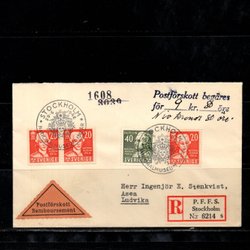 1608
Postförskott begäres
för 9 kr. 80 öre
STOCKHOLM
20 20 40 20
SVERIGE SVERIGE SVERIGE SVERIGE
Postförskott
Remboursement
Herr Ingenjör E. Stenkvist,
Asea
Ludvika
R
P. F. F. S.
Stockholm
Nr 6214 s